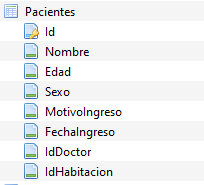 Pacientes
Id
Nombre
Edad
Sexo
MotivoIngreso
FechaIngreso
IdDoctor
IdHabitacion